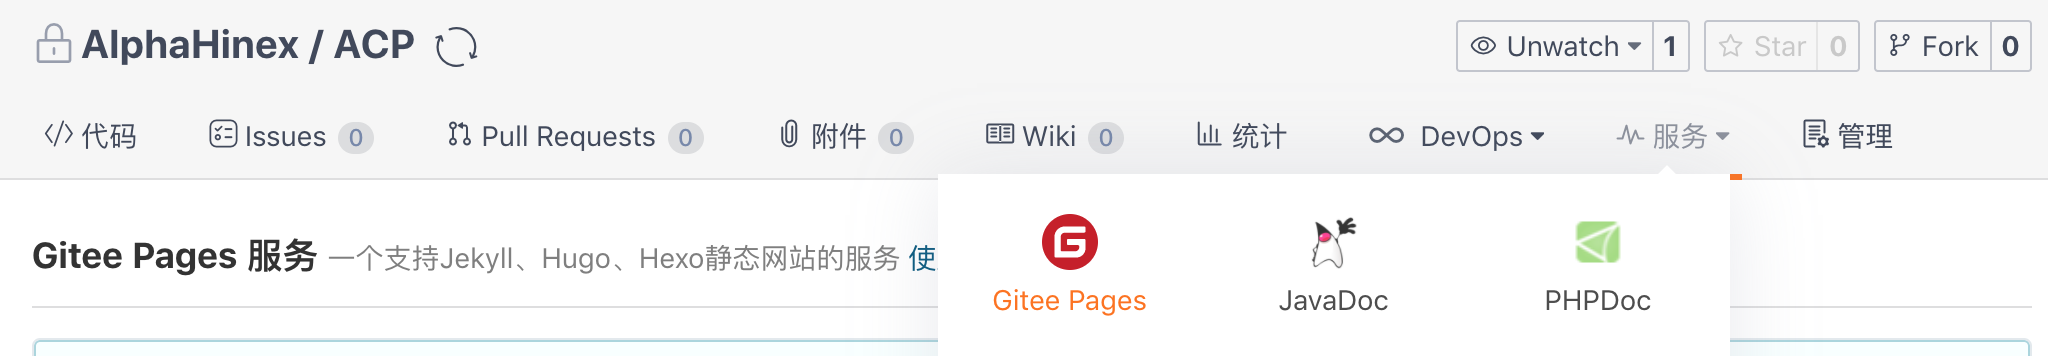 AlphaHinex / ACP
Unwatch 1 Star 0 Fork 0
代码 Issues 0 Pull Requests 0 附件 0 Wiki 0 统计 DevOps 服务 管理
Gitee Pages 服务 一个支持Jekyll、Hugo、Hexo静态网站的服务 使
Gitee Pages JavaDoc PHPDoc